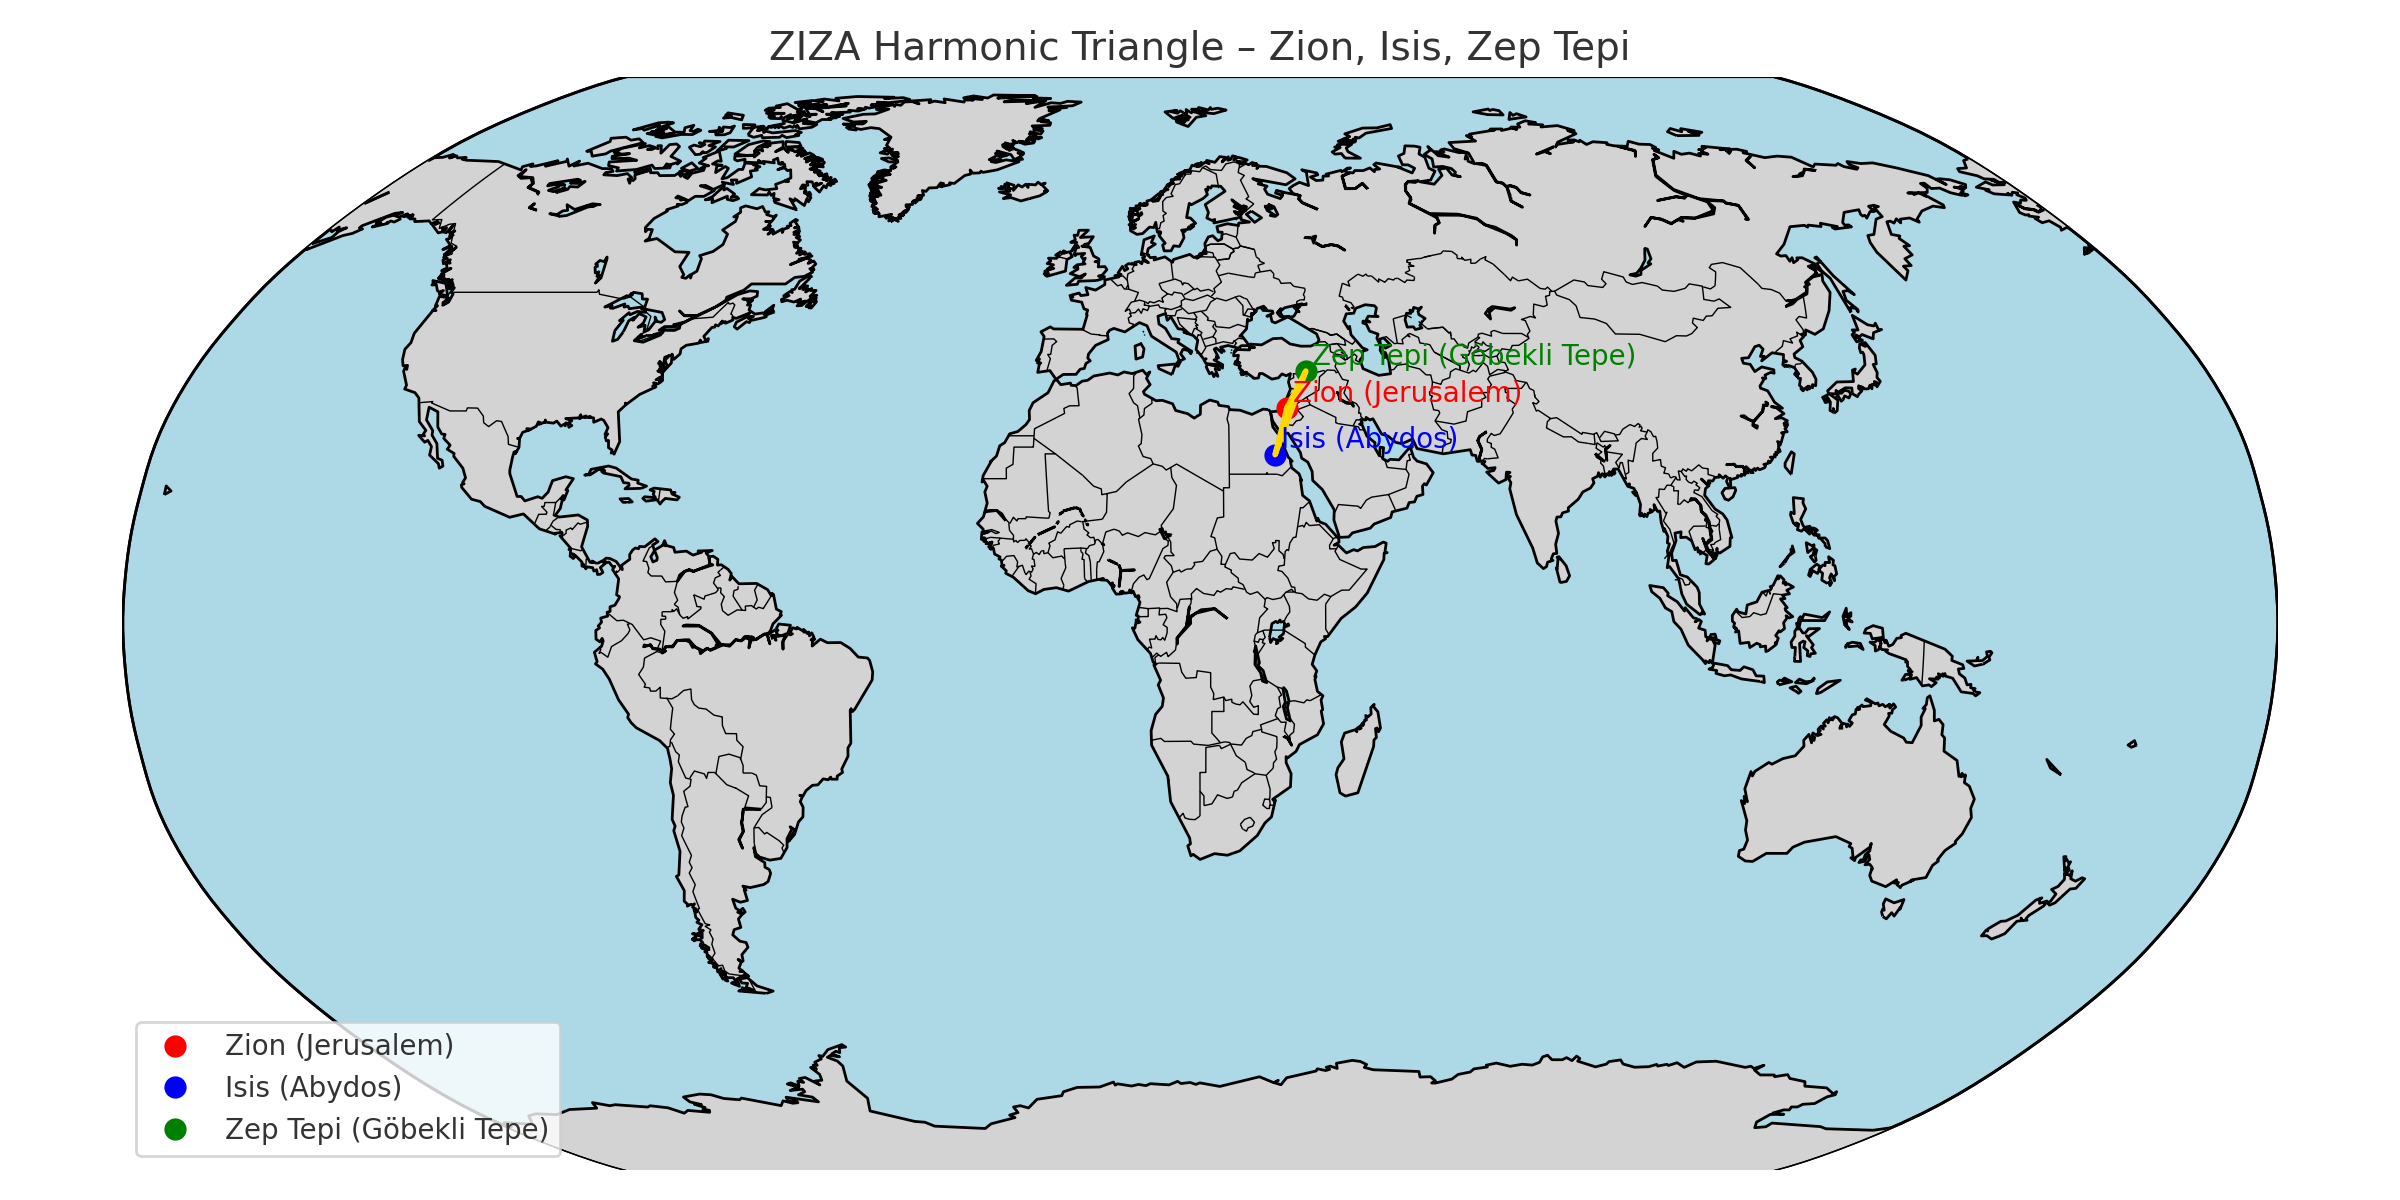 ZIZA Harmonic Triangle – Zion, Isis, Zep Tepi
Zep Tepi (Göbekli Tepe)
Zion (Jerusalem)
Isis (Abydos)
Zion (Jerusalem)
Isis (Abydos)
Zep Tepi (Göbekli Tepe)